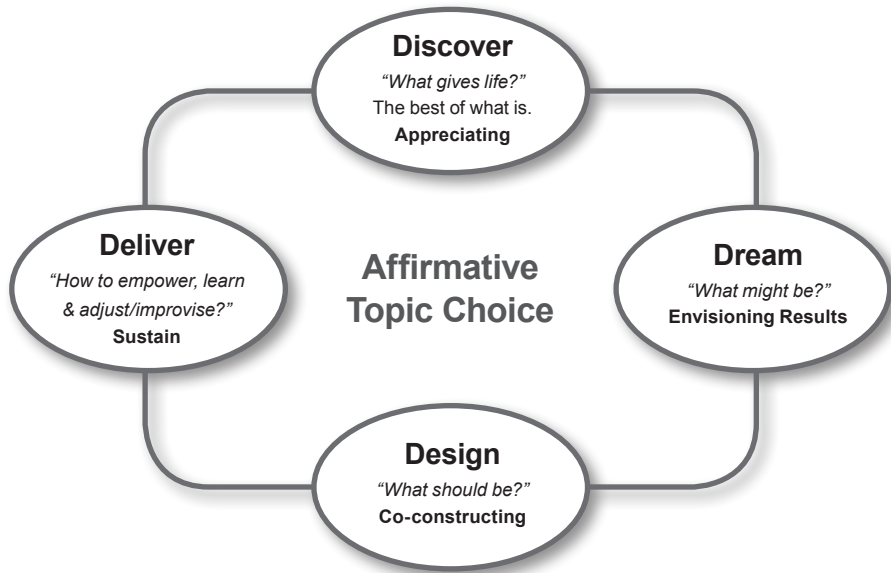 Discover
“What gives life?”
The best of what is.
Appreciating
Deliver
“How to empower, learn
& adjust/improvise?”
Sustain
Affirmative
Topic Choice
Dream
“What might be?”
Envisioning Results
Design
“What should be?”
Co-constructing